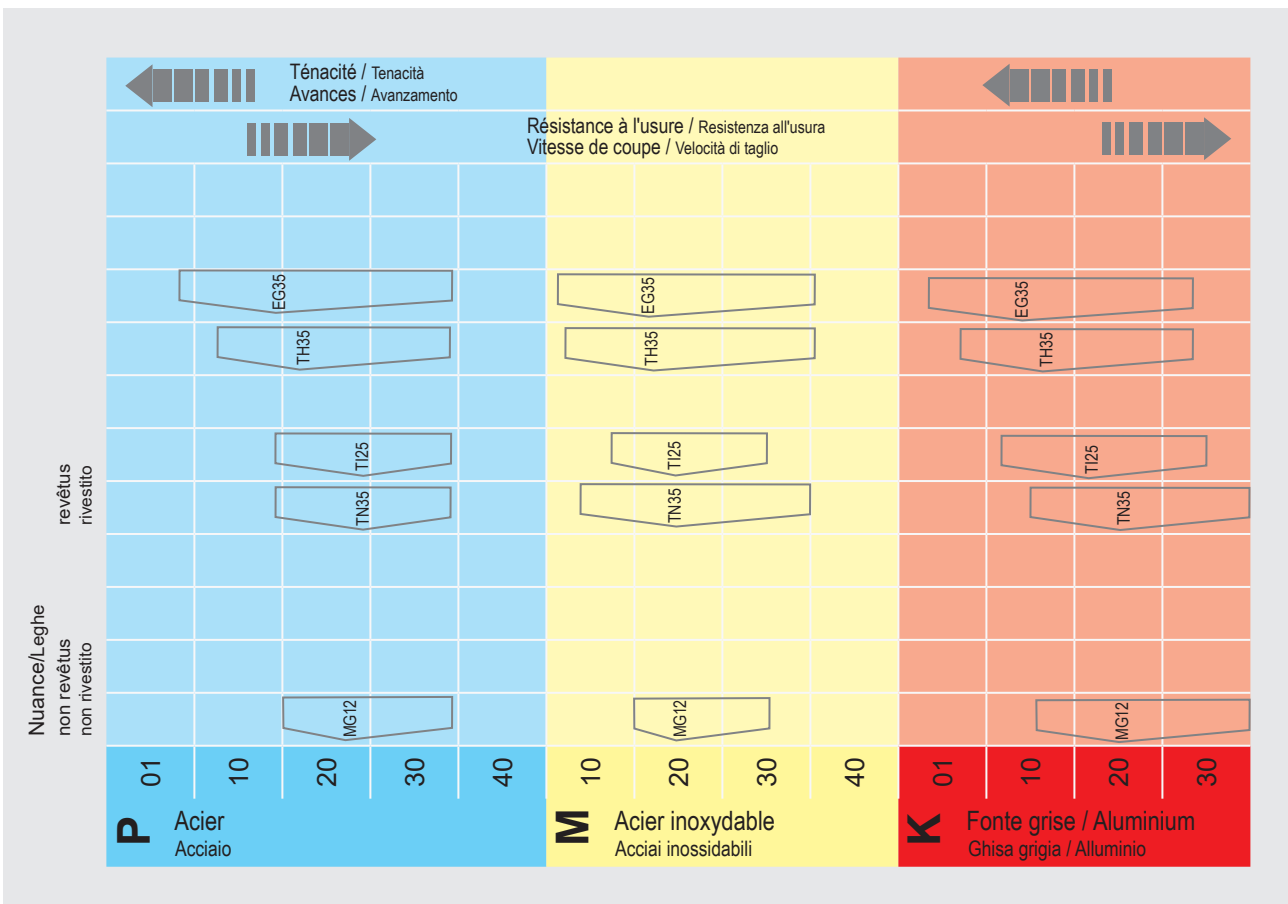 Ténacité / Tenacità
Avances / Avanzamento
Résistance à l'usure / Resistenza all'usura
Vitesse de coupe / Velocità di taglio
EG35
EG35
EG35
TH35
TH35
TH35
revêtus
rivestito
TI25
TI25
TI25
TN35
TN35
TN35
Nuance/Leghe
non revêtus
non rivestito
MG12
MG12
MG12
01
10
20
30
40
10
20
30
40
01
10
20
30
P
Acier
Acciaio
M
Acier inoxydable
Acciai inossidabili
K
Fonte grise / Aluminium
Ghisa grigia / Alluminio